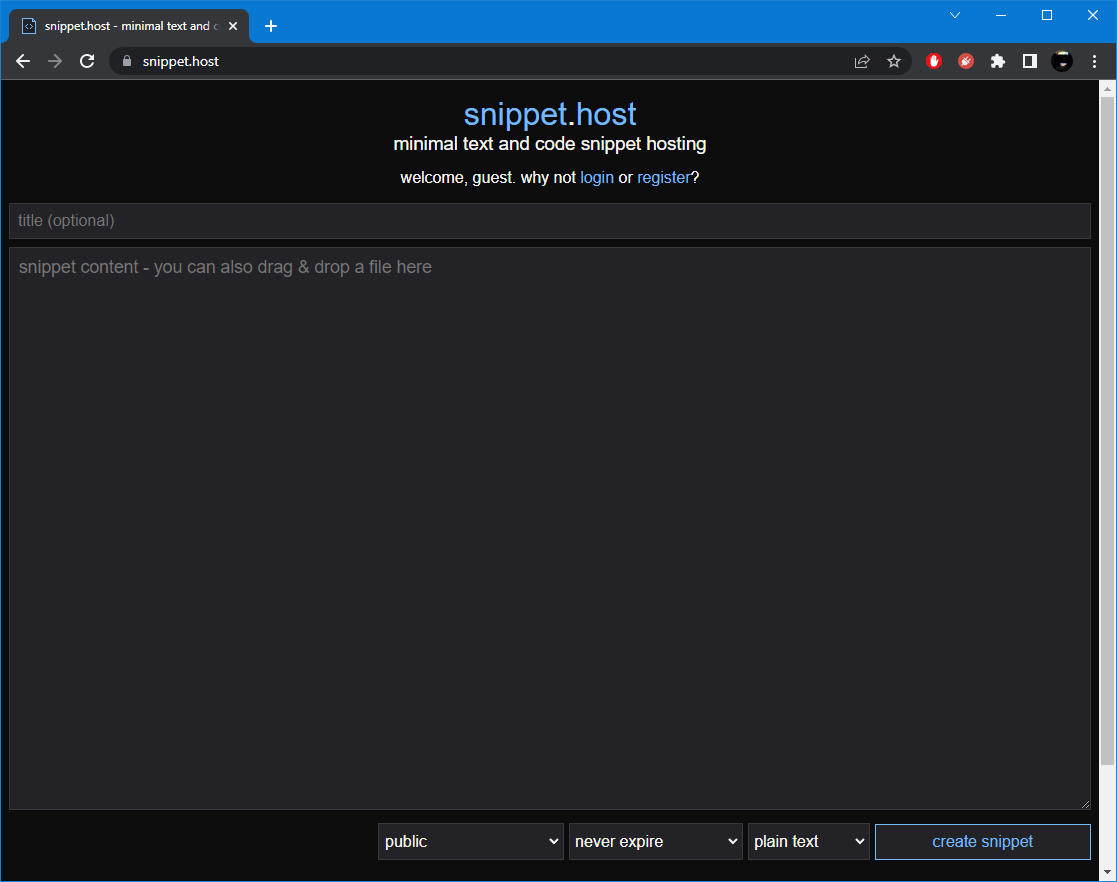 snippet.host - minimal text and c
snippet.host
snippet.host
minimal text and code snippet hosting
welcome, guest. why not login or register?
title (optional)
snippet content - you can also drag & drop a file here
public never expire plain text create snippet